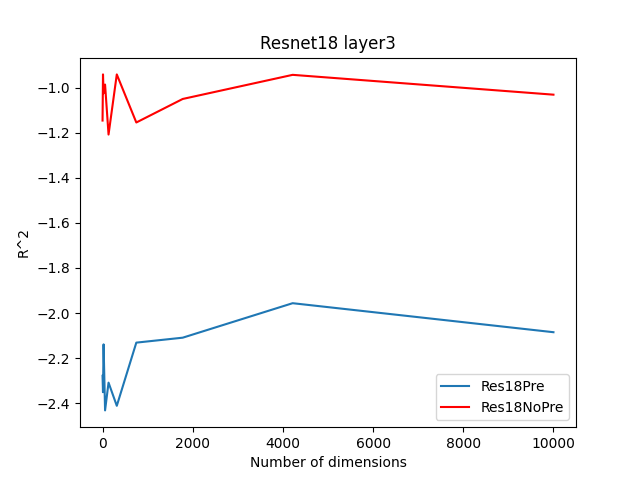 Resnet18 layer3
R^2
−1.0
−1.2
−1.4
−1.6
−1.8
−2.0
−2.2
−2.4
0
2000
4000
6000
8000
10000
Number of dimensions
Res18Pre
Res18NoPre